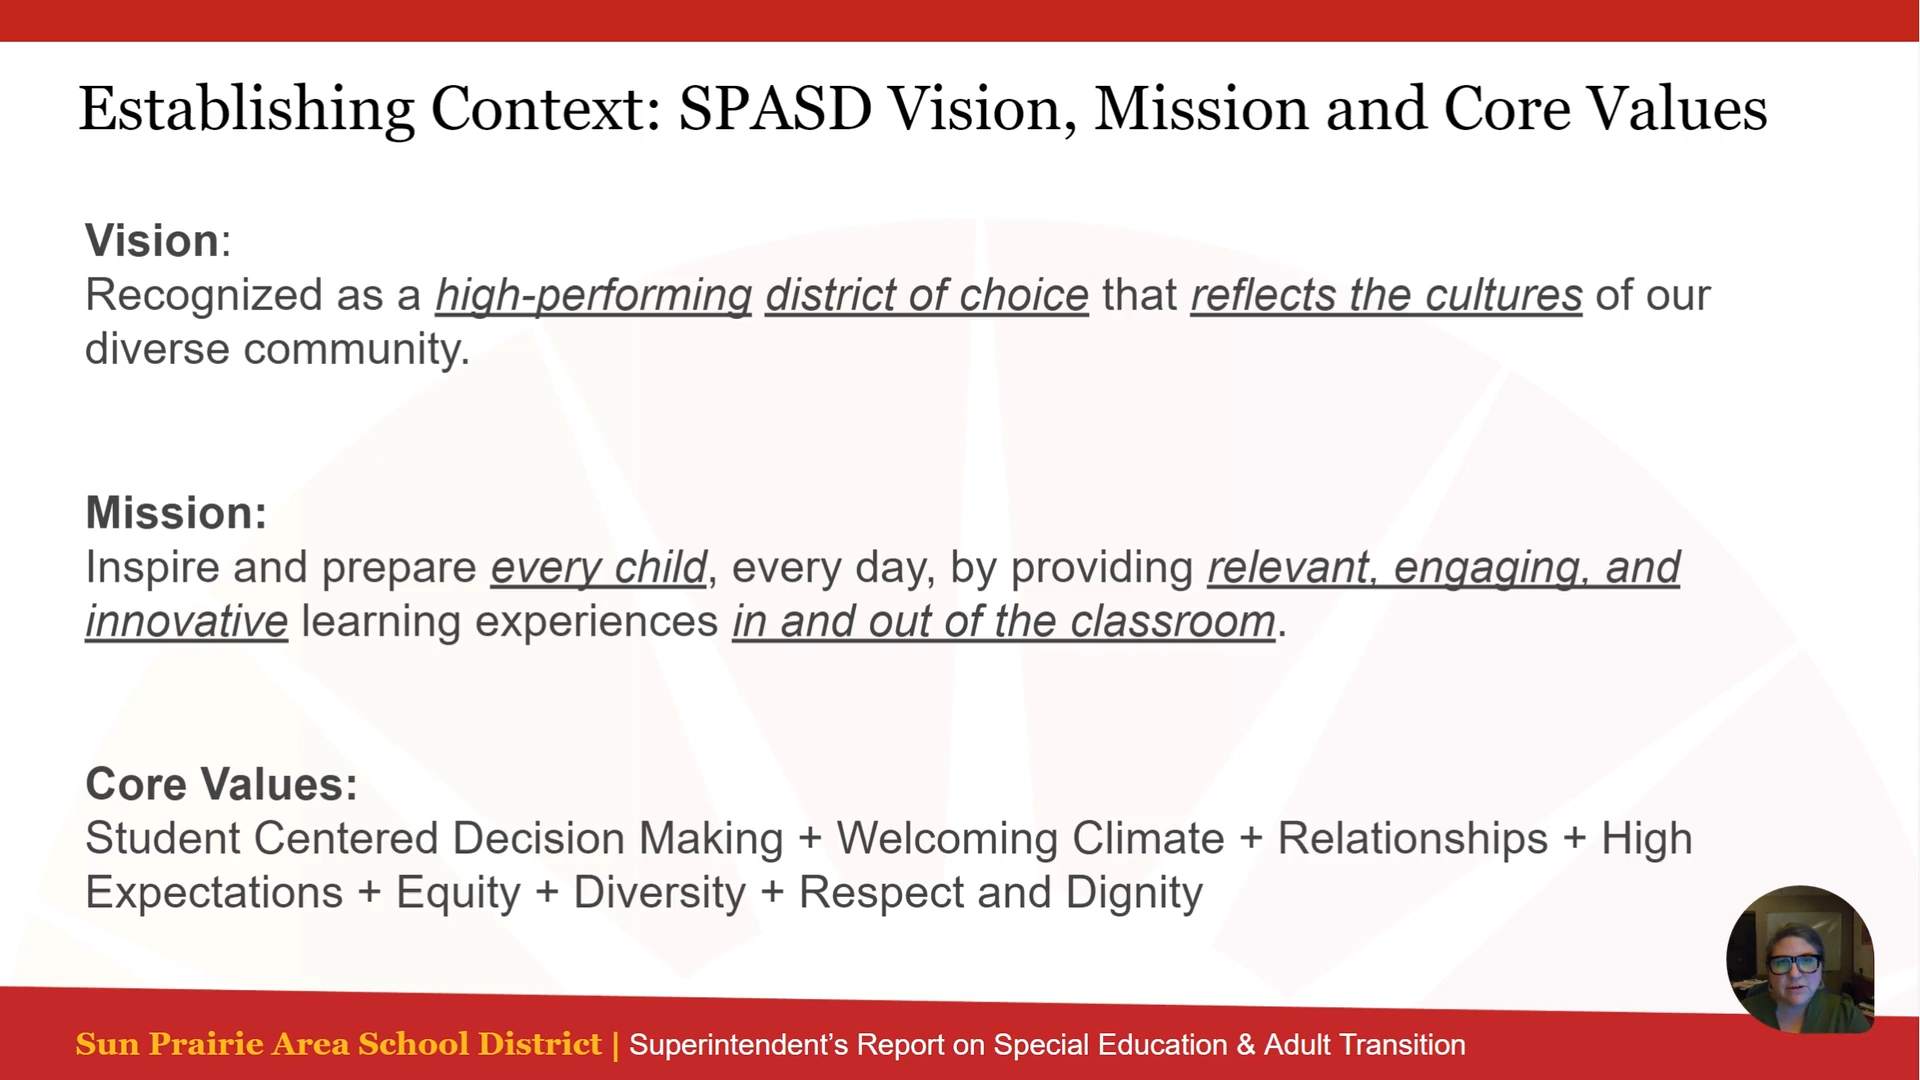 Establishing Context: SPASD Vision, Mission and Core Values
Vision:
Recognized as a high-performing district of choice that reflects the cultures of our
diverse community.
Mission:
Inspire and prepare every child, every day, by providing relevant, engaging, and
innovative learning experiences in and out of the classroom.
Core Values:
Student Centered Decision Making + Welcoming Climate + Relationships + High
Expectations + Equity + Diversity + Respect and Dignity
Sun Prairie Area School District | Superintendent’s Report on Special Education & Adult Transition